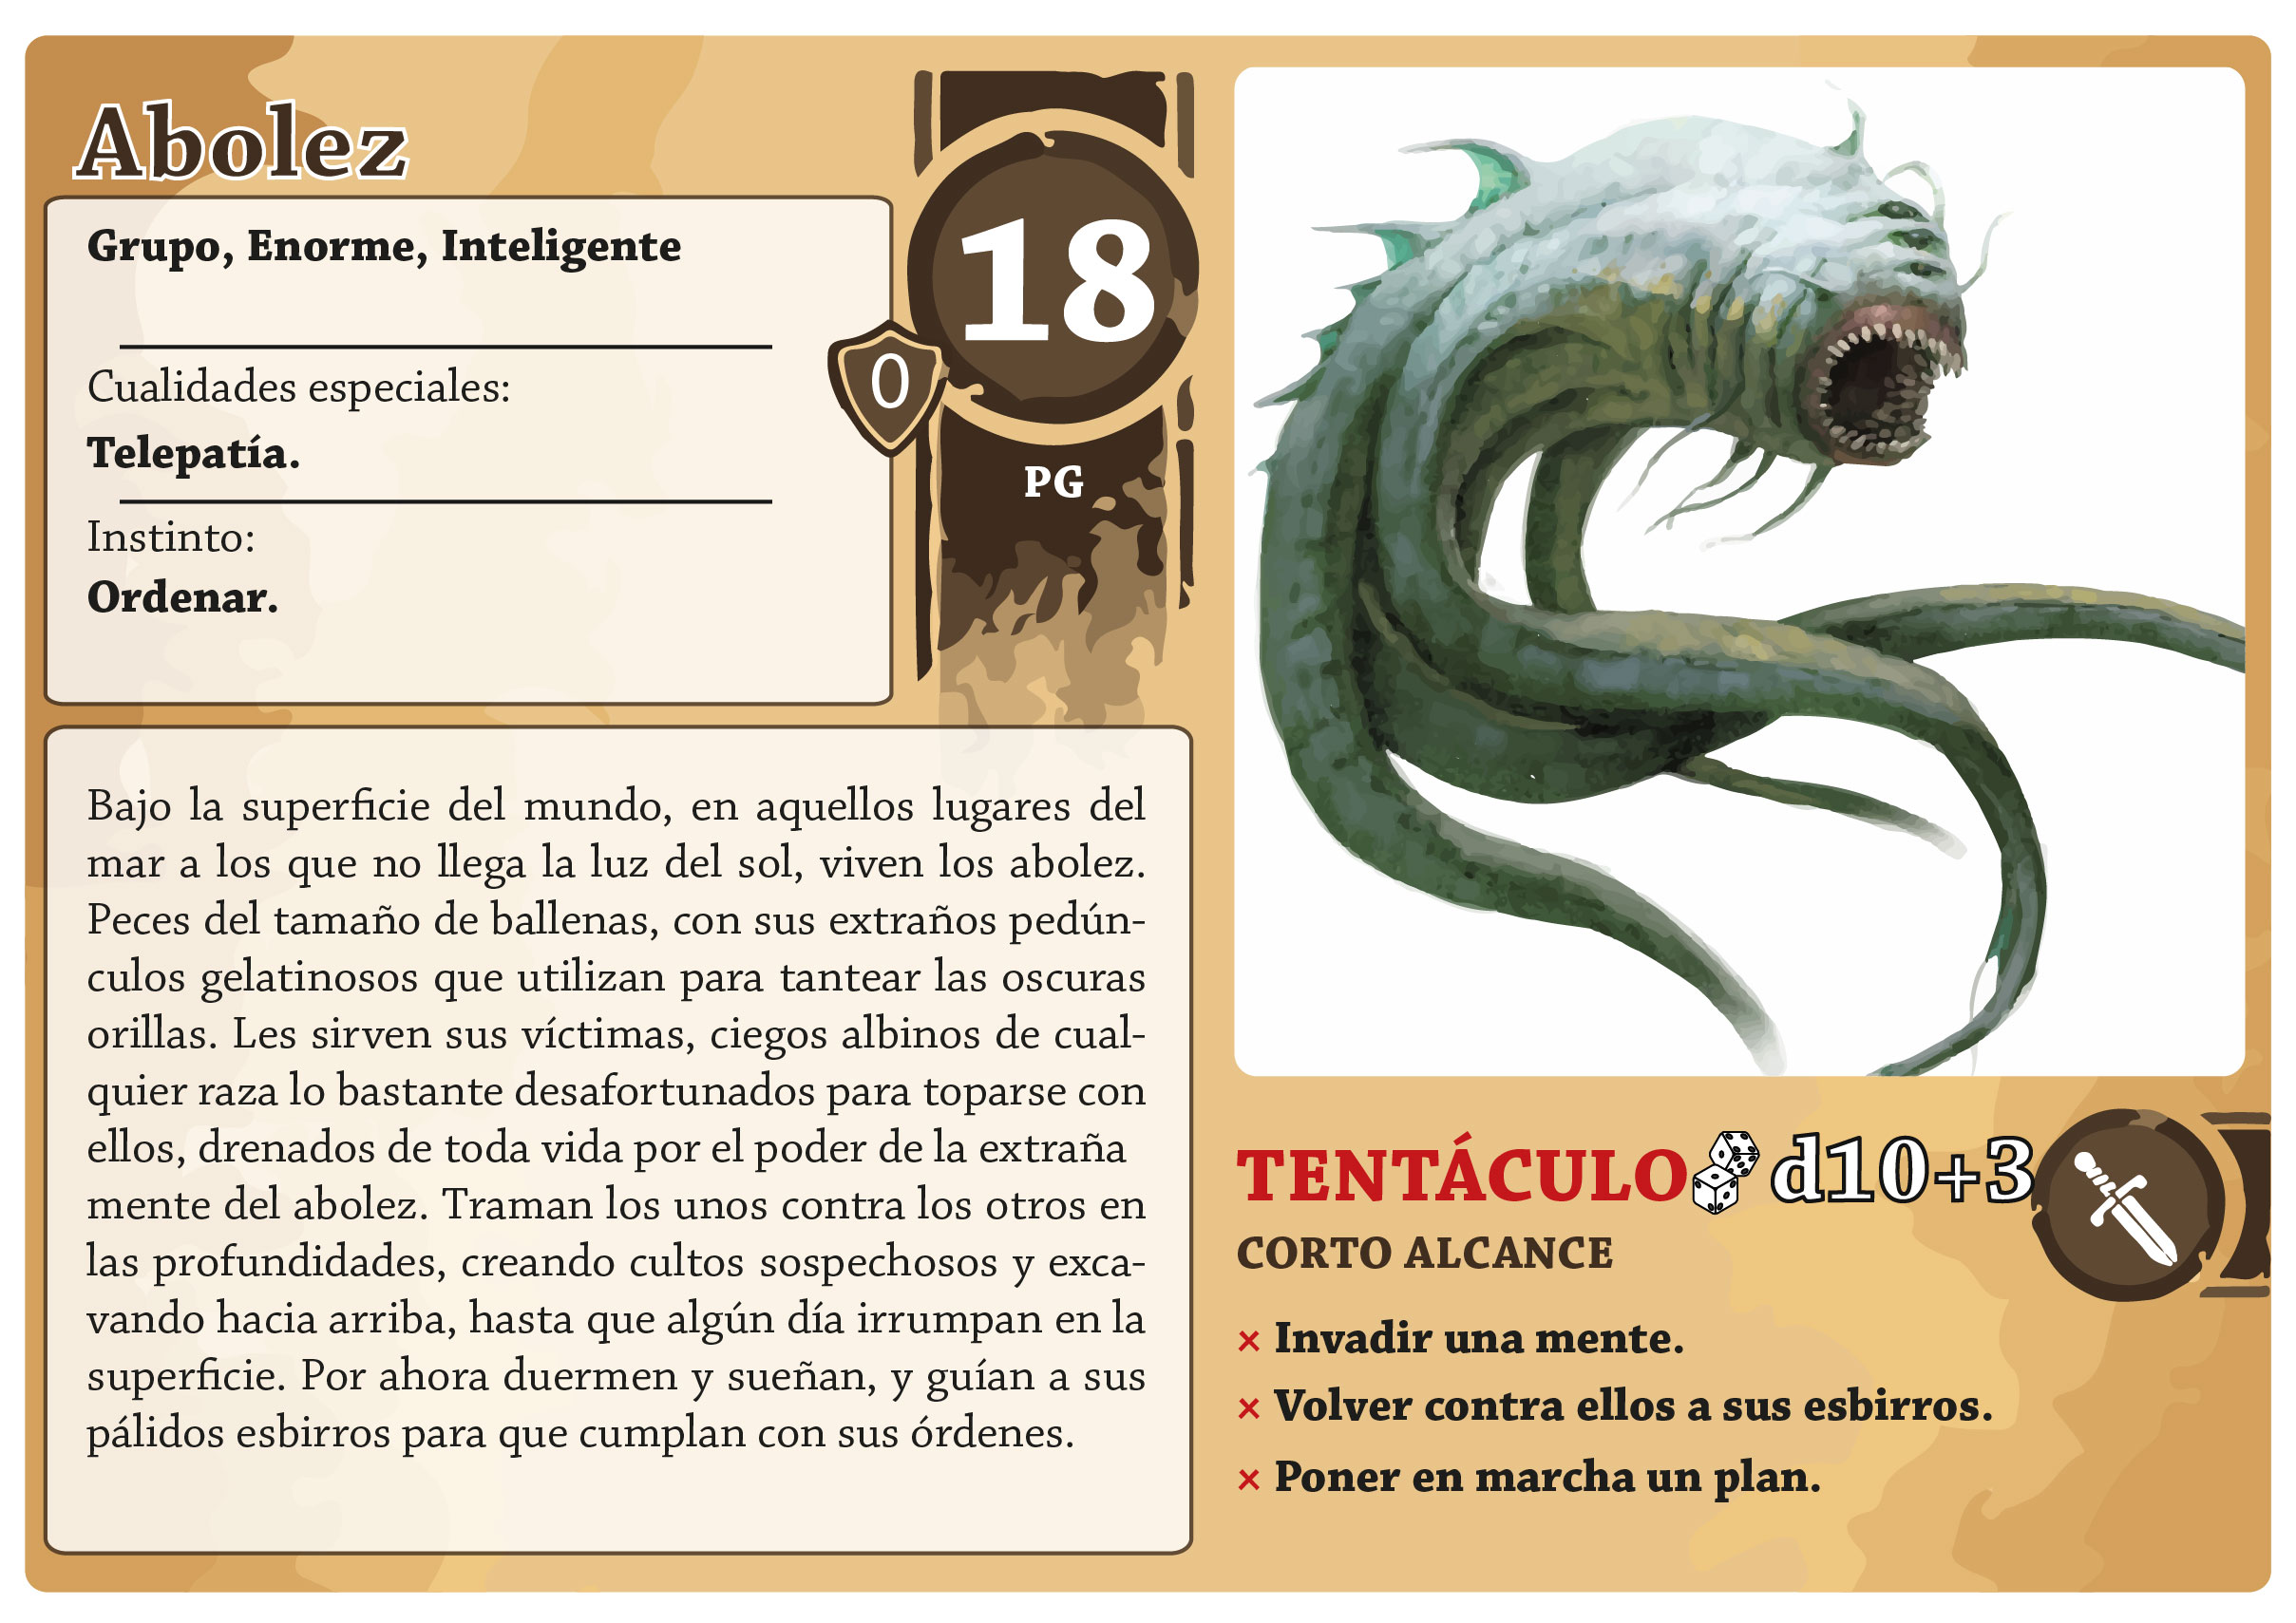 Abolez
Grupo, Enorme, Inteligente
Cualidades especiales:
Telepatía.
Instinto:
Ordenar.
0
18
PG
Bajo la superficie del mundo, en aquellos lugares del
mar a los que no llega la luz del sol, viven los abolez.
Peces del tamaño de ballenas, con sus extraños pedún-
culos gelatinosos que utilizan para tantear las oscuras
orillas. Les sirven sus víctimas, ciegos albinos de cual-
quier raza lo bastante desafortunados para toparse con
ellos, drenados de toda vida por el poder de la extraña
mente del abolez. Traman los unos contra los otros en
las profundidades, creando cultos sospechosos y exca-
vando hacia arriba, hasta que algún día irrumpan en la
superficie. Por ahora duermen y sueñan, y guían a sus
pálidos esbirros para que cumplan con sus órdenes.
TENTÁCULO d10+3
CORTO ALCANCE
× Invadir una mente.
× Volver contra ellos a sus esbirros.
× Poner en marcha un plan.